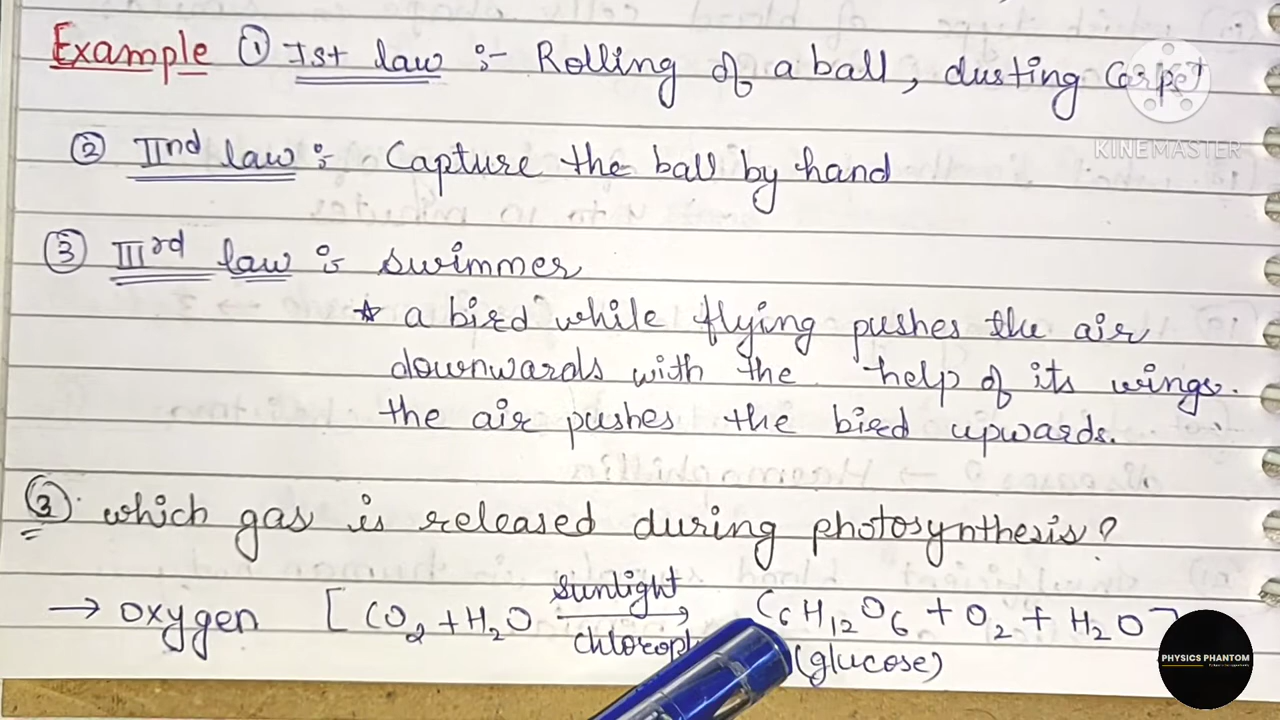 Example ① Ist law :- Rolling of a ball, dusting Carpet
KINEMASTER
② IInd law :- Capture the ball by hand
③ IIIrd law :- swimmer
☆ a bird while flying pushes the air
downwards with the help of its wings.
the air pushes the bird upwards.
③. which gas is released during photosynthesis?
→ oxygen [ CO2 + H2O sunlight → C6H12O6 + O2 + H2O ]
(glucose)
PHYSICS PHANTOM